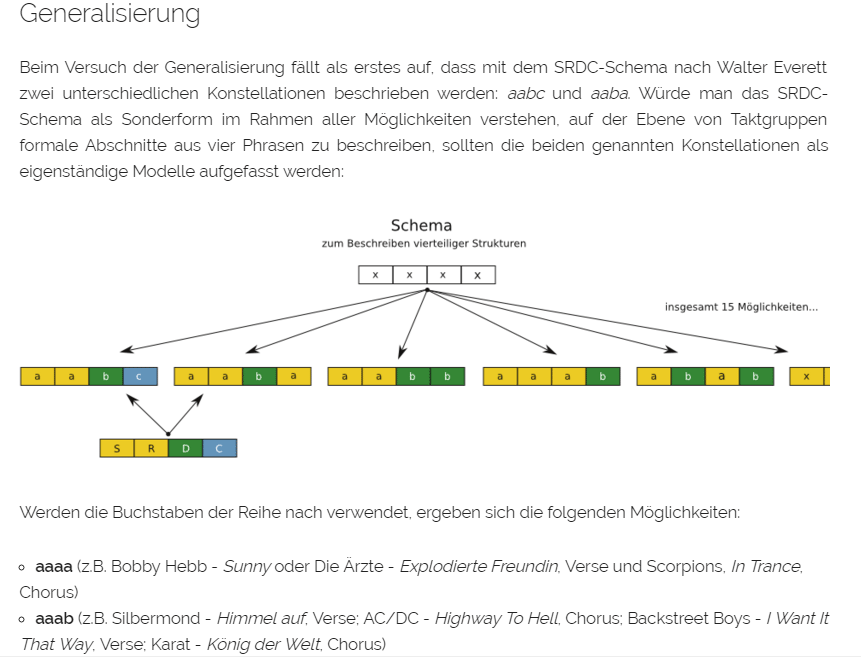 Generalisierung
Beim Versuch der Generalisierung fällt als erstes auf, dass mit dem SRDC-Schema nach Walter Everett
zwei unterschiedlichen Konstellationen beschrieben werden: aabc und aaba. Würde man das SRDC-
Schema als Sonderform im Rahmen aller Möglichkeiten verstehen, auf der Ebene von Taktgruppen
formale Abschnitte aus vier Phrasen zu beschreiben, sollten die beiden genannten Konstellationen als
eigenständige Modelle aufgefasst werden:
Schema
zum Beschreiben vierteiliger Strukturen
x x x x
insgesamt 15 Möglichkeiten...
a a b c a a b a a a b b a a a b a b a b x
S R D C
Werden die Buchstaben der Reihe nach verwendet, ergeben sich die folgenden Möglichkeiten:
aaaa (z.B. Bobby Hebb - Sunny oder Die Ärzte - Explodierte Freundin, Verse und Scorpions, In Trance,
Chorus)
aaab (z.B. Silbermond - Himmel auf, Verse; AC/DC - Highway To Hell, Chorus; Backstreet Boys - I Want It
That Way, Verse; Karat - König der Welt, Chorus)